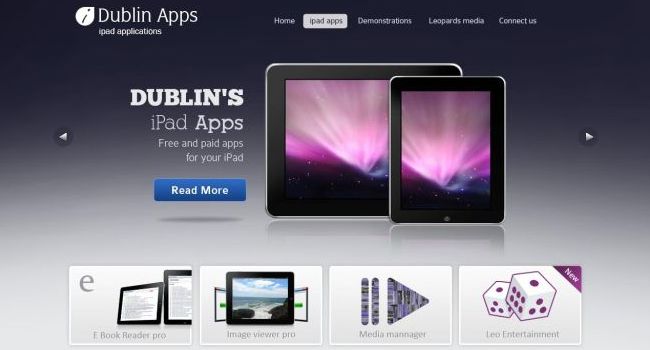 Dublin Apps
ipad applications
Home
ipad apps
Demonstrations
Leopards media
Connect us
DUBLIN'S
iPad Apps
Free and paid apps
for your iPad
Read More
e
E Book Reader pro
Image viewer pro
Media mannager
New
Leo Entertainment